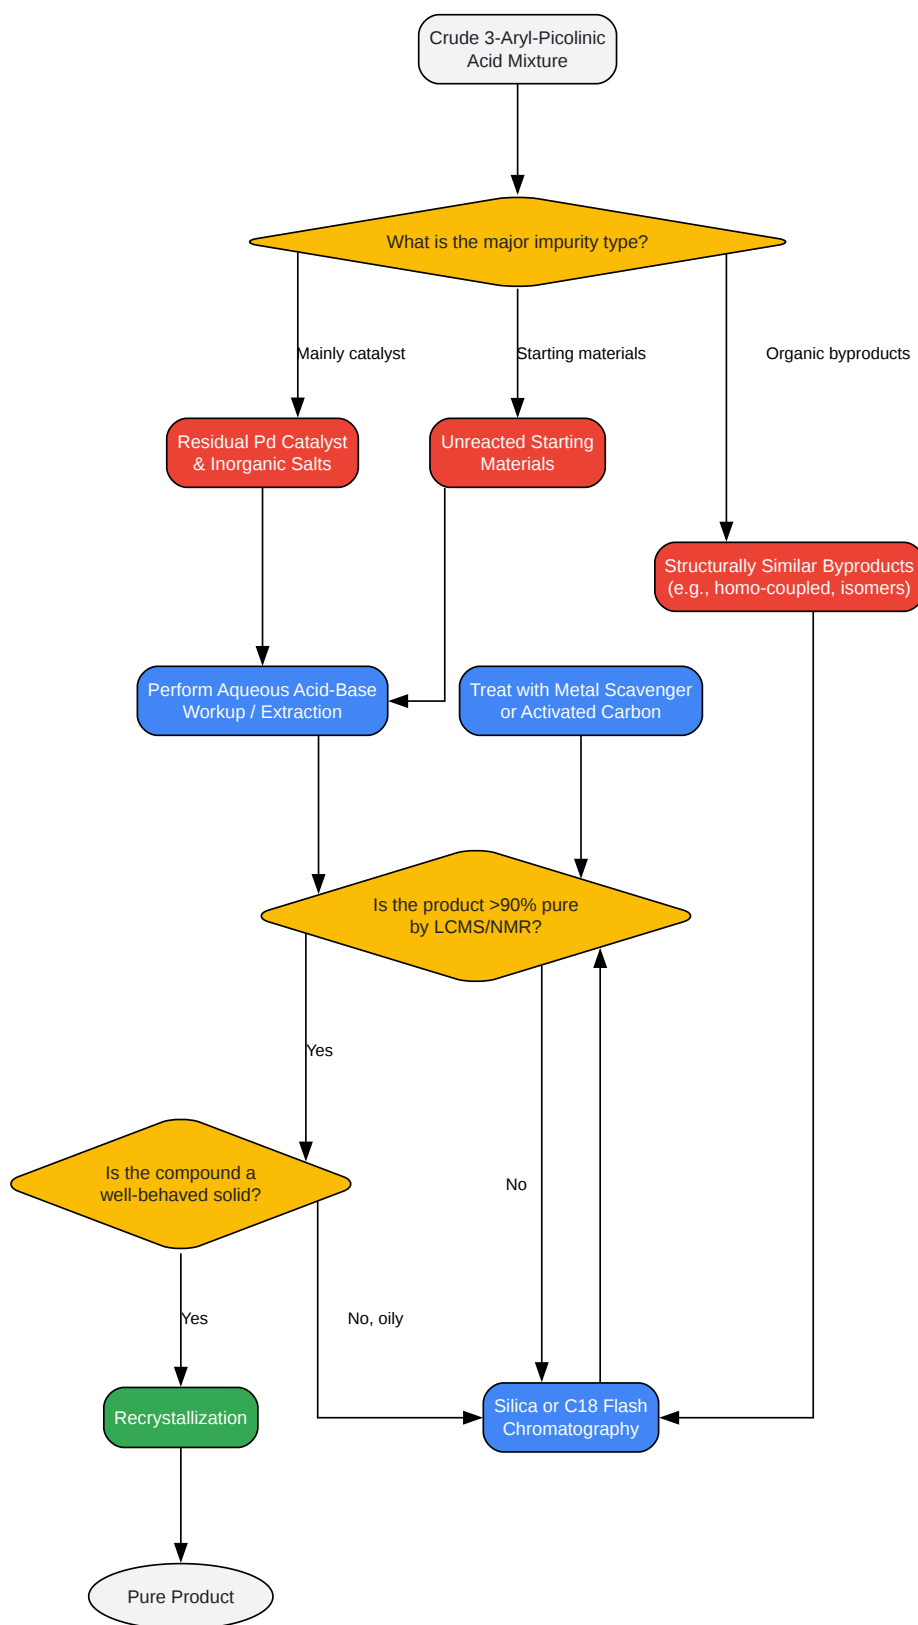 Crude 3-Aryl-Picolinic
Acid Mixture
What is the major impurity type?
Mainly catalyst
Starting materials
Organic byproducts
Residual Pd Catalyst
& Inorganic Salts
Unreacted Starting
Materials
Structurally Similar Byproducts
(e.g., homo-coupled, isomers)
Perform Aqueous Acid-Base
Workup / Extraction
Treat with Metal Scavenger
or Activated Carbon
Is the product >90% pure
by LCMS/NMR?
Yes
Is the compound a
well-behaved solid?
No
Yes
No, oily
Recrystallization
Silica or C18 Flash
Chromatography
Pure Product